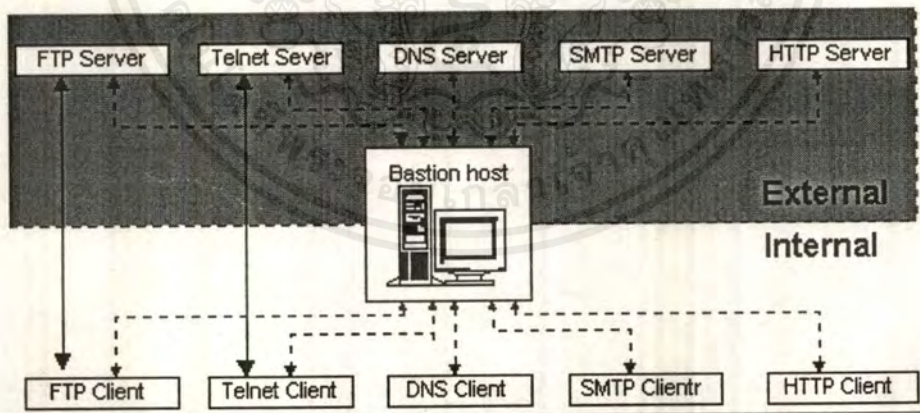 FTP Server
Telnet Sever
DNS Server
SMTP Server
HTTP Server
Bastion host
External
Internal
FTP Client
Telnet Client
DNS Client
SMTP Clientr
HTTP Client